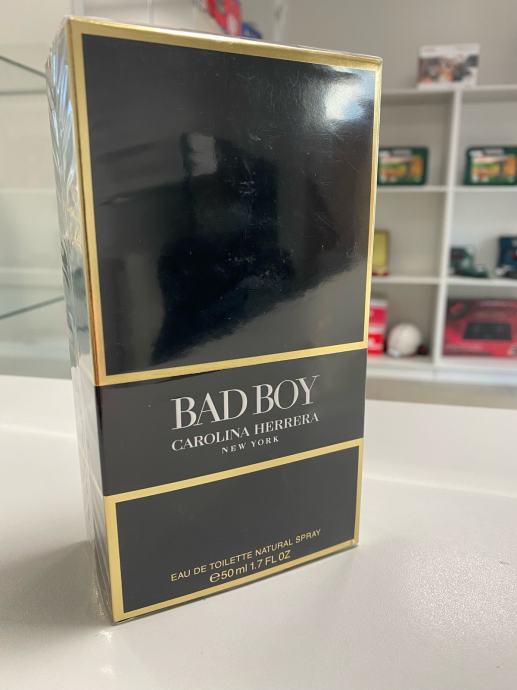 BAD BOY
CAROLINA HERRERA
NEW YORK
EAU DE TOILETTE NATURAL SPRAY
℮50 ml 1.7 FL OZ